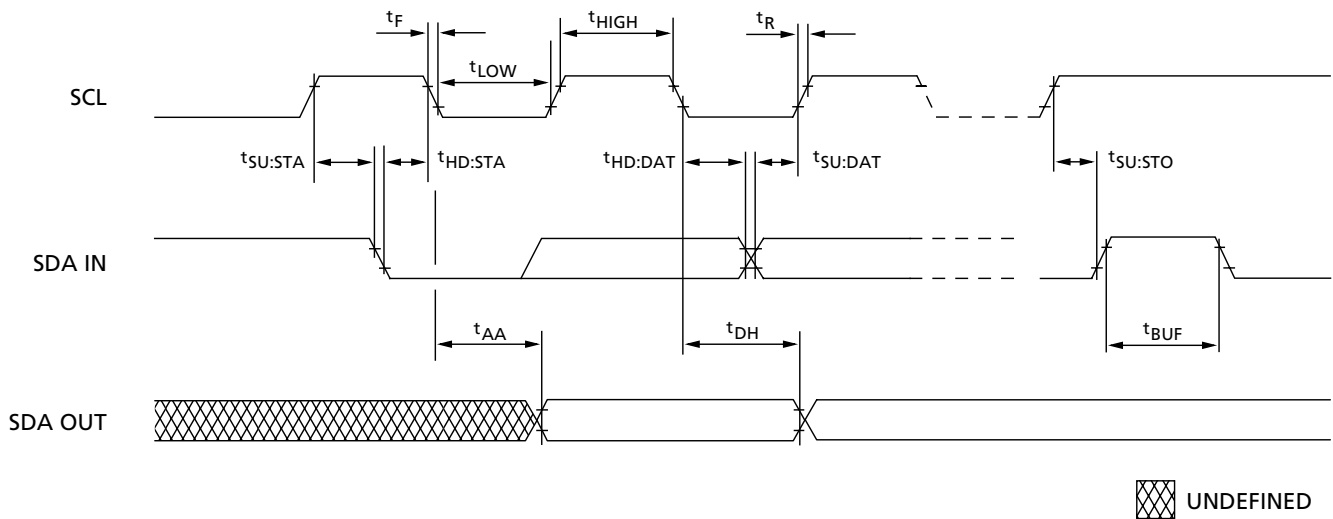 tF
tHIGH
tR
tLOW
SCL
tSU:STA
tHD:STA
tHD:DAT
tSU:DAT
tSU:STO
SDA IN
tAA
tDH
tBUF
SDA OUT
UNDEFINED